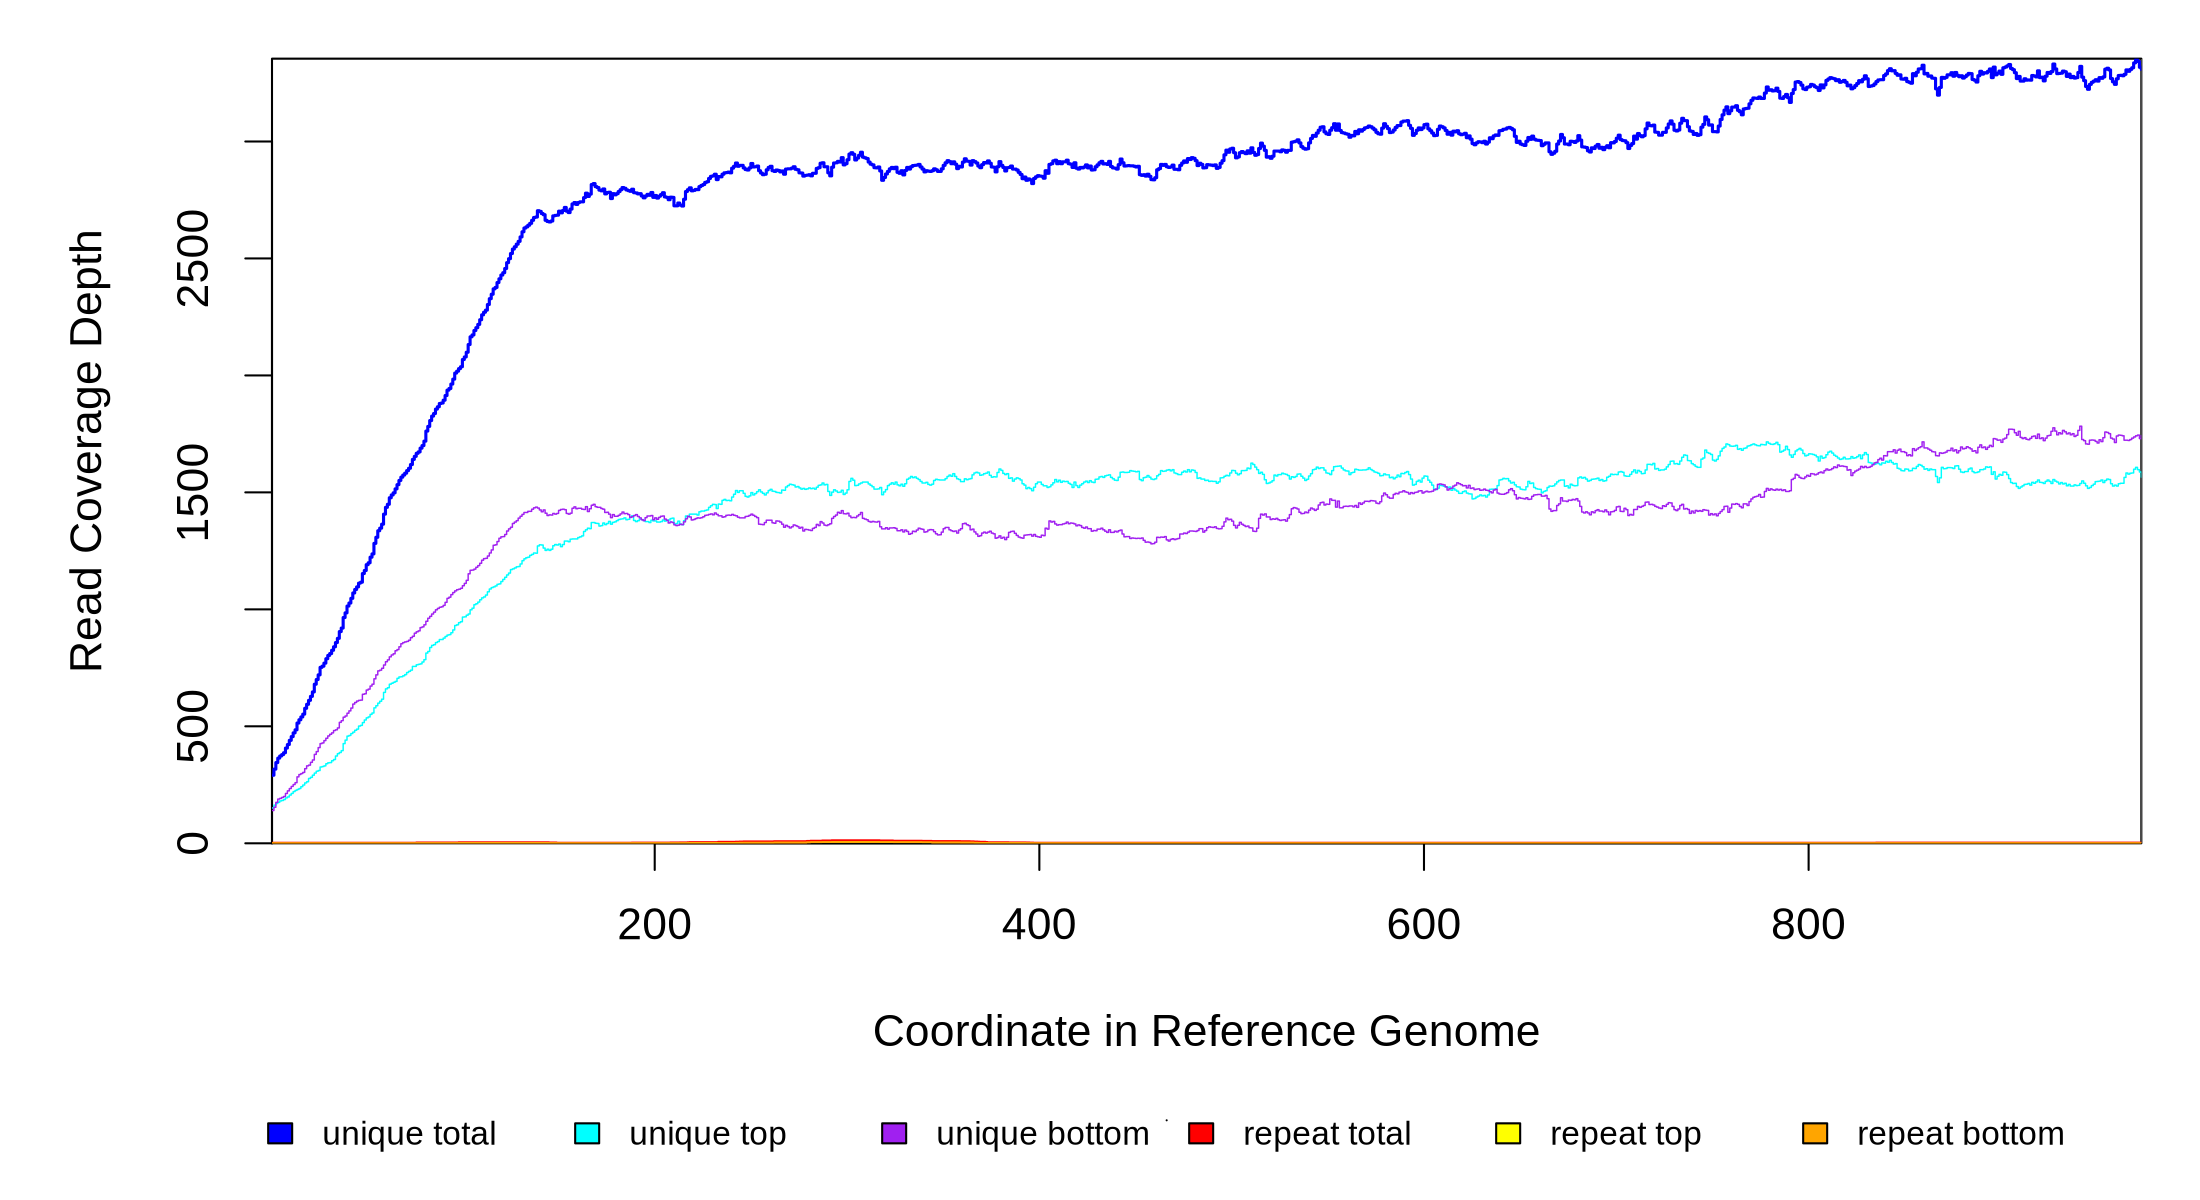 Read Coverage Depth
2500
1500
500
0
200 400 600 800
Coordinate in Reference Genome
unique total unique top unique bottom repeat total repeat top repeat bottom